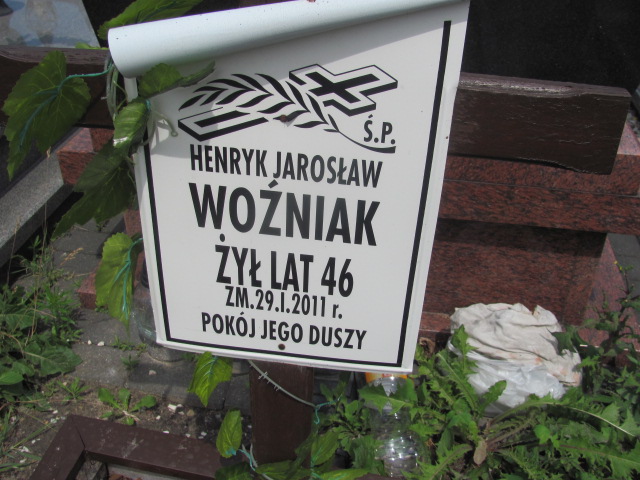 Ś.P.
HENRYK JAROSŁAW
WOŹNIAK
ŻYŁ LAT 46
ZM.29.I.2011 r.
POKÓJ JEGO DUSZY